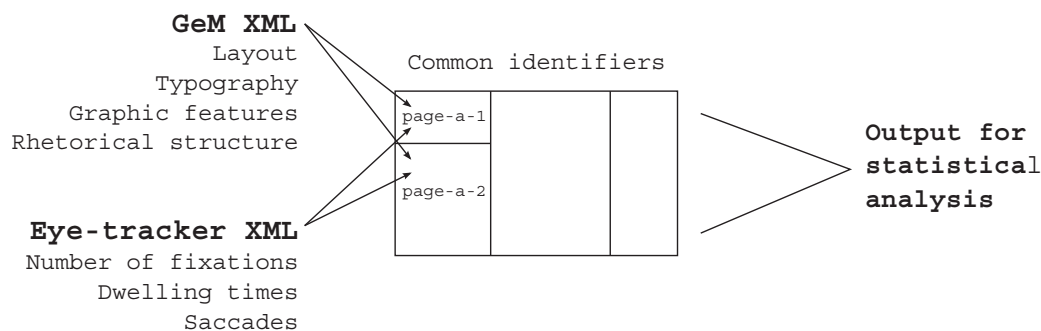 GeM XML
Layout
Typography
Graphic features
Rhetorical structure
Eye-tracker XML
Number of fixations
Dwelling times
Saccades
Common identifiers
page-a-1
page-a-2
Output for
statistical
analysis